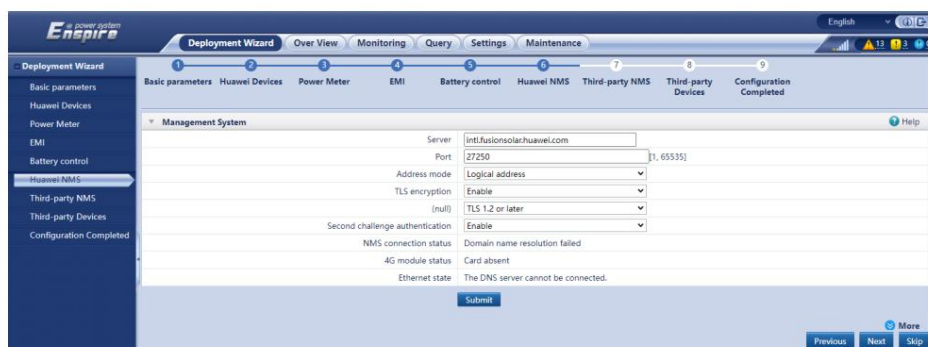 e power system
Enspire
English
Deployment Wizard Over View Monitoring Query Settings Maintenance
13 3
Deployment Wizard
Basic parameters
Huawei Devices
Power Meter
EMI
Battery control
Huawei NMS
Third-party NMS
Third-party Devices
Configuration Completed
1 2 3 4 5 6 7 8 9
Basic parameters Huawei Devices Power Meter EMI Battery control Huawei NMS Third-party NMS Third-party Devices Configuration Completed
Management System Help
Server intl.fusionsolar.huawei.com
Port 27250 [1, 65535]
Address mode Logical address
TLS encryption Enable
(null) TLS 1.2 or later
Second challenge authentication Enable
NMS connection status Domain name resolution failed
4G module status Card absent
Ethernet state The DNS server cannot be connected.
Submit
More
Previous Next Skip